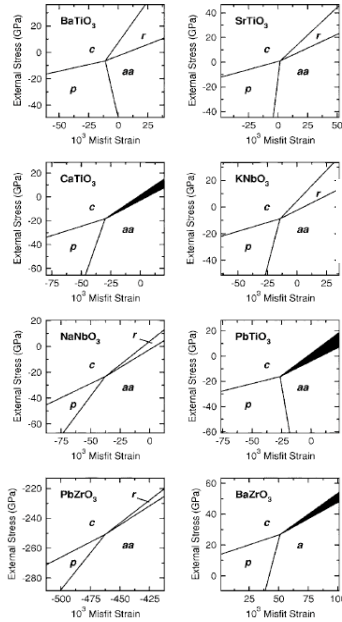 BaTiO3
SrTiO3
External Stress (GPa)
40
20
0
-20
-40
c
r
p
aa
-50
-25
0
25
10^3 Misfit Strain
External Stress (GPa)
40
20
0
-20
-40
c
r
p
aa
-25
0
25
50
10^3 Misfit Strain
CaTiO3
KNbO3
External Stress (GPa)
0
-20
-40
-60
c
p
aa
-75
-50
-25
0
10^3 Misfit Strain
External Stress (GPa)
20
0
-20
-40
c
r
p
aa
-50
-25
0
25
10^3 Misfit Strain
NaNbO3
PbTiO3
External Stress (GPa)
20
0
-20
-40
-60
c
r
p
aa
-75
-50
-25
0
10^3 Misfit Strain
External Stress (GPa)
20
0
-20
-40
-60
c
p
aa
-75
-50
-25
0
10^3 Misfit Strain
PbZrO3
BaZrO3
External Stress (GPa)
-220
-240
-260
-280
c
r
p
aa
-500
-475
-450
-425
10^3 Misfit Strain
External Stress (GPa)
60
40
20
0
c
p
a
25
50
75
100
10^3 Misfit Strain